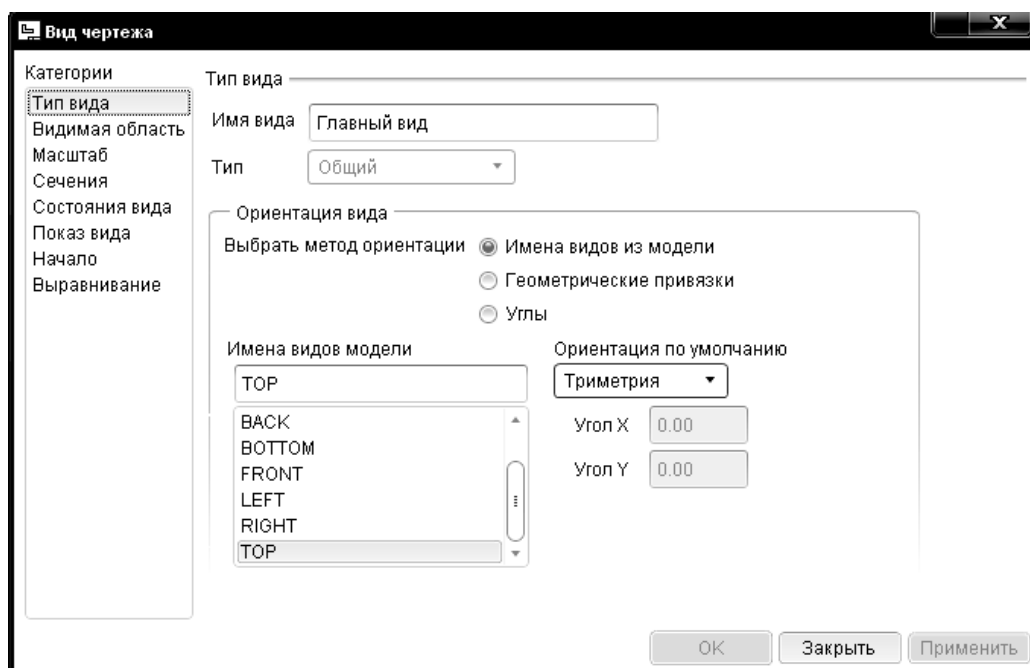 Вид чертежа
x
Категории
Тип вида
Видимая область
Масштаб
Сечения
Состояния вида
Показ вида
Начало
Выравнивание
Тип вида
Имя вида Главный вид
Тип Общий
Ориентация вида
Выбрать метод ориентации Имена видов из модели
Геометрические привязки
Углы
Имена видов модели
TOP
BACK
BOTTOM
FRONT
LEFT
RIGHT
TOP
Ориентация по умолчанию
Триметрия
Угол X 0.00
Угол Y 0.00
OK Закрыть Применить